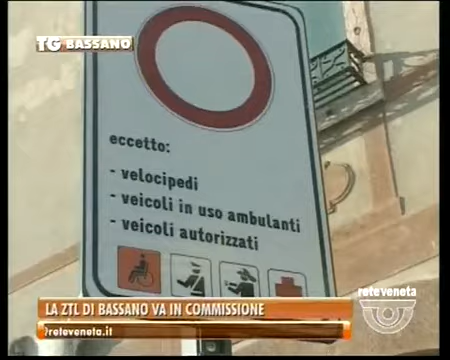 TG BASSANO
eccetto:
- velocipedi
- veicoli in uso ambulanti
- veicoli autorizzati
LA ZTL DI BASSANO VA IN COMMISSIONE
reteveneta
reteveneta.it